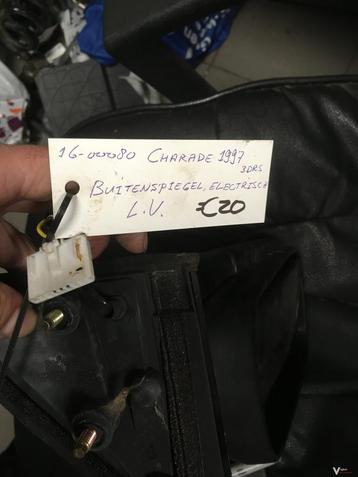 16-00080 CHARADE 1997
3DRS
BUITENSPIEGEL, ELECTRISCH
L.V. €20